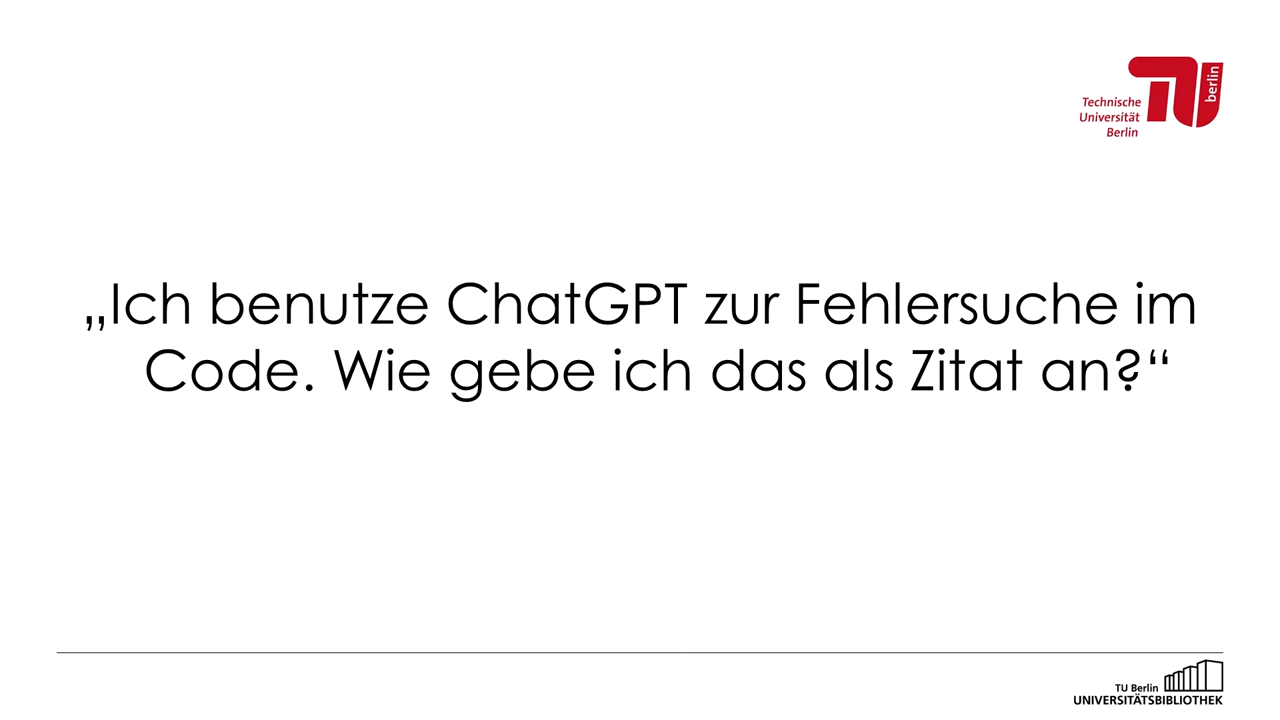 Technische
Universität
Berlin
berlin
„Ich benutze ChatGPT zur Fehlersuche im
Code. Wie gebe ich das als Zitat an?“
TU Berlin
UNIVERSITÄTSBIBLIOTHEK